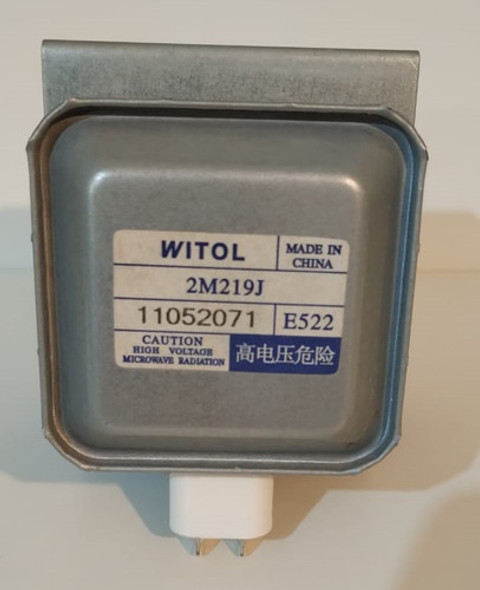 WITOL
MADE IN
CHINA
2M219J
11052071
E522
CAUTION
HIGH VOLTAGE
MICROWAVE RADIATION
高电压危险